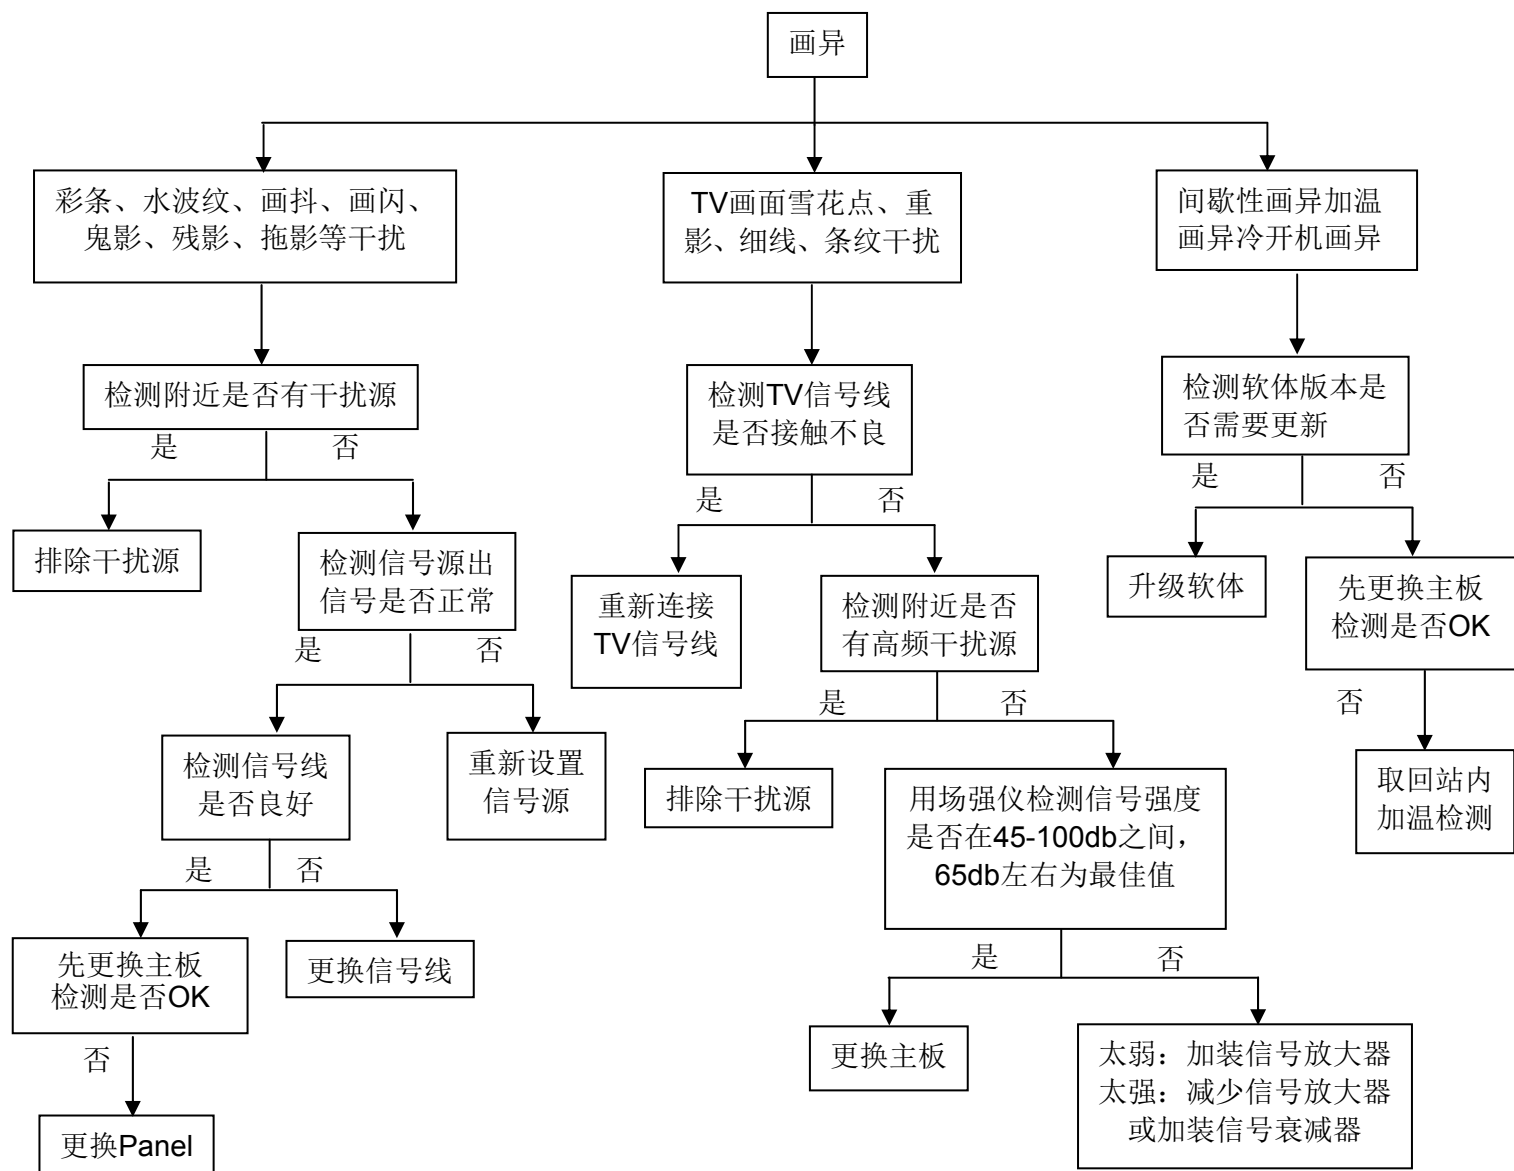 画异
彩条、水波纹、画抖、画闪、
鬼影、残影、拖影等干扰
TV画面雪花点、重
影、细线、条纹干扰
间歇性画异加温
画异冷开机画异
检测附近是否有干扰源
是
否
检测TV信号线
是否接触不良
是
否
检测软体版本是
否需要更新
是
否
排除干扰源
检测信号源出
信号是否正常
是
否
重新连接
TV信号线
检测附近是否
有高频干扰源
是
否
升级软体
先更换主板
检测是否OK
否
检测信号线
是否良好
是
否
重新设置
信号源
排除干扰源
用场强仪检测信号强度
是否在45-100db之间，
65db左右为最佳值
是
否
取回站内
加温检测
先更换主板
检测是否OK
否
更换信号线
更换主板
太弱：加装信号放大器
太强：减少信号放大器
或加装信号衰减器
更换Panel